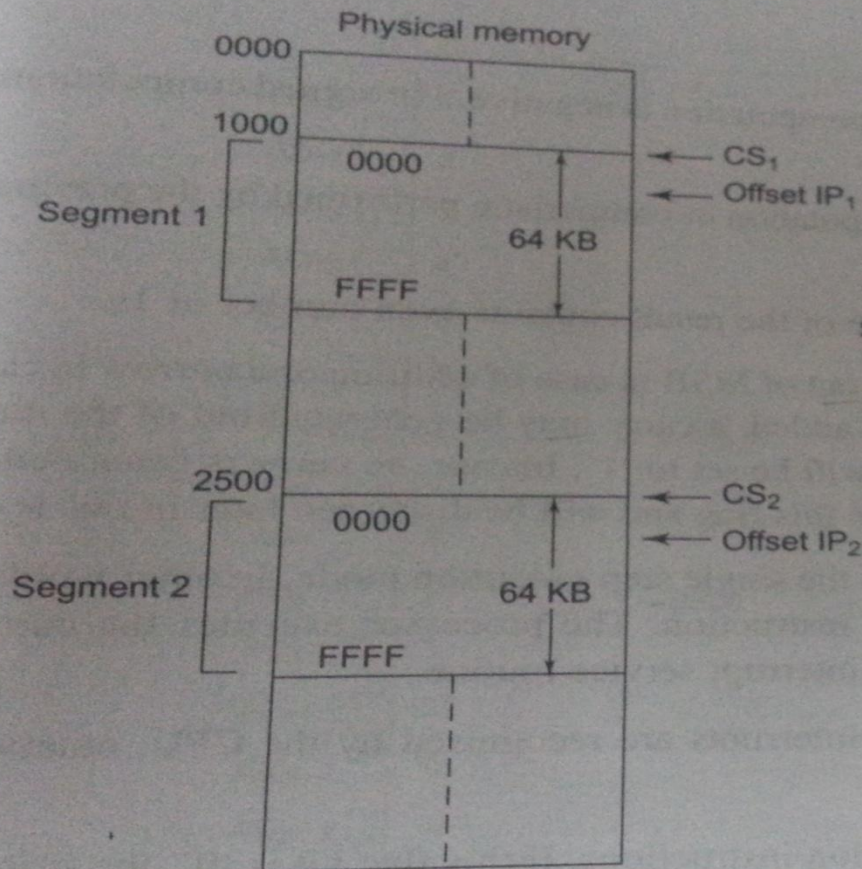 Physical memory
0000
1000
0000
CS₁
Offset IP₁
Segment 1
64 KB
FFFF
2500
0000
CS₂
Offset IP₂
Segment 2
64 KB
FFFF